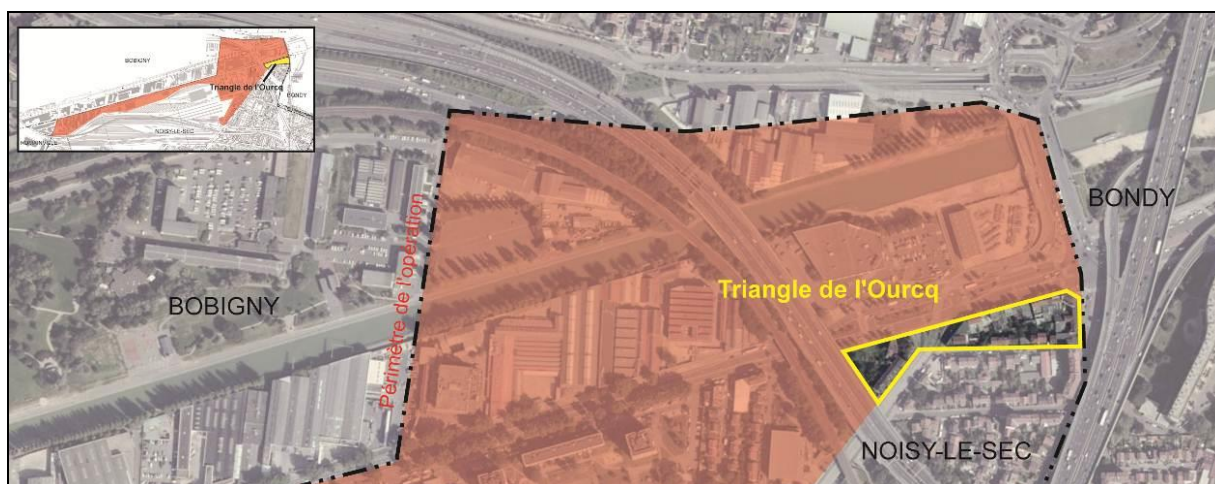 BOBIGNY
Triangle de l'Ourcq
BONDY
NOISY-LE-SEC
BONDY
Périmètre de l'opération
Triangle de l'Ourcq
BOBIGNY
NOISY-LE-SEC